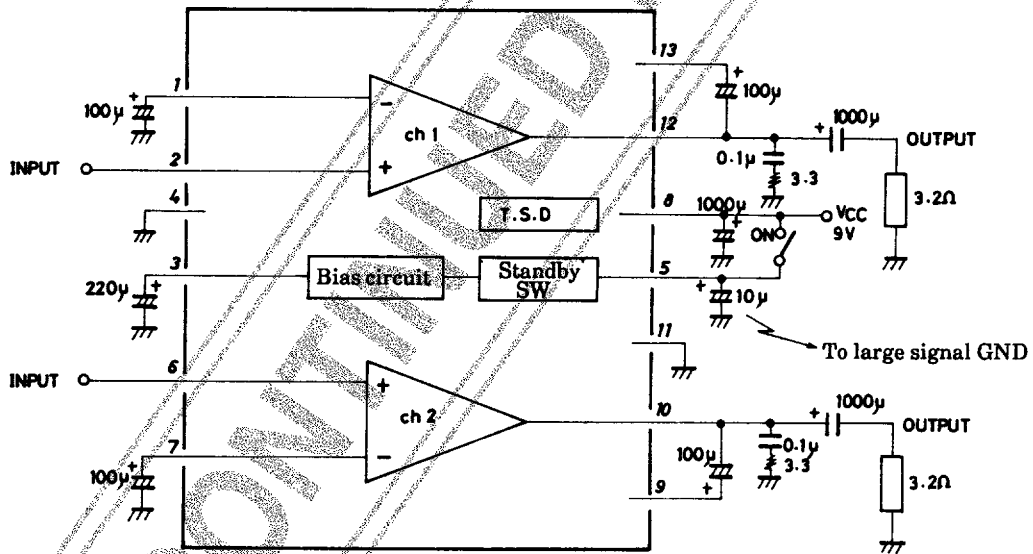 13
1
+
100µ
+
100µ
12
1000µ
+
OUTPUT
−
ch 1
+
INPUT
2
0.1µ
3.3
3.2Ω
4
T.S.D
8
1000µ
+
VCC
9V
ON
3
+
220µ
Bias circuit
Standby
SW
5
+
10µ
11
To large signal GND
INPUT
6
+
ch 2
−
10
1000µ
+
OUTPUT
7
+
100µ
100µ
+
0.1µ
3.3
3.2Ω
9
ONTINUED